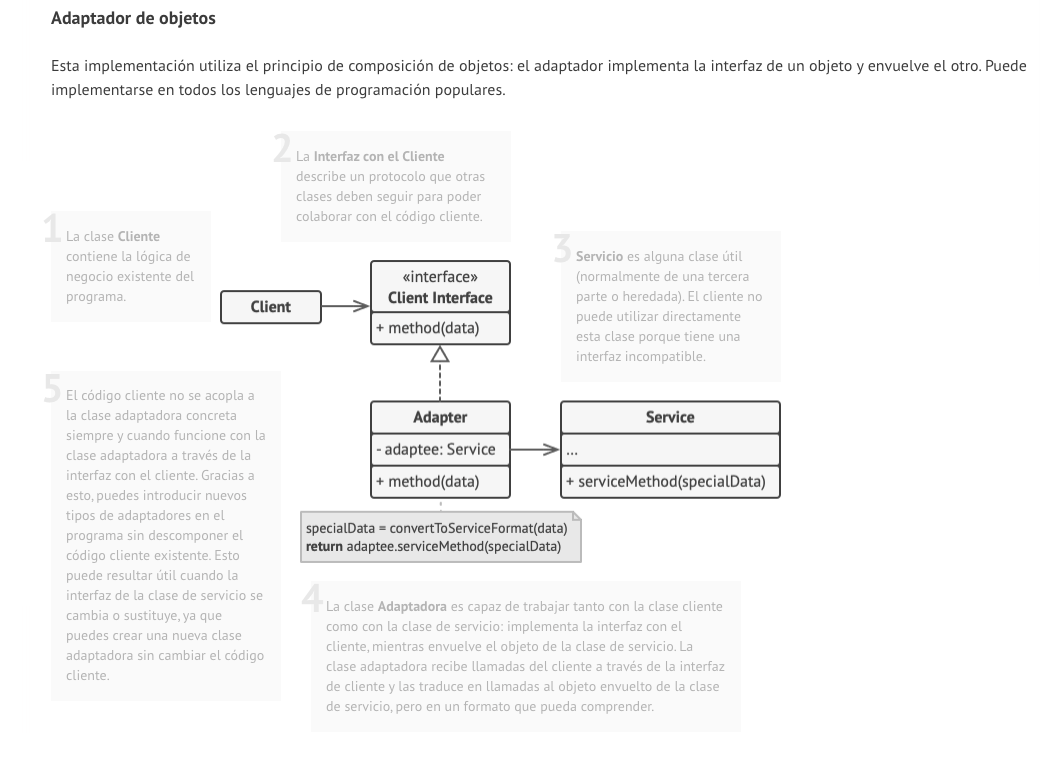 Adaptador de objetos
Esta implementación utiliza el principio de composición de objetos: el adaptador implementa la interfaz de un objeto y envuelve el otro. Puede
implementarse en todos los lenguajes de programación populares.
1
La clase Cliente
contiene la lógica de
negocio existente del
programa.
2
La Interfaz con el Cliente
describe un protocolo que otras
clases deben seguir para poder
colaborar con el código cliente.
3
Servicio es alguna clase útil
(normalmente de una tercera
parte o heredada). El cliente no
puede utilizar directamente
esta clase porque tiene una
interfaz incompatible.
Client
«interface»
Client Interface
+ method(data)
Adapter
- adaptee: Service
+ method(data)
Service
...
+ serviceMethod(specialData)
specialData = convertToServiceFormat(data)
return adaptee.serviceMethod(specialData)
4
La clase Adaptadora es capaz de trabajar tanto con la clase cliente
como con la clase de servicio: implementa la interfaz con el
cliente, mientras envuelve el objeto de la clase de servicio. La
clase adaptadora recibe llamadas del cliente a través de la interfaz
de cliente y las traduce en llamadas al objeto envuelto de la clase
de servicio, pero en un formato que pueda comprender.
5
El código cliente no se acopla a
la clase adaptadora concreta
siempre y cuando funcione con la
clase adaptadora a través de la
interfaz con el cliente. Gracias a
esto, puedes introducir nuevos
tipos de adaptadores en el
programa sin descomponer el
código cliente existente. Esto
puede resultar útil cuando la
interfaz de la clase de servicio se
cambia o sustituye, ya que
puedes crear una nueva clase
adaptadora sin cambiar el código
cliente.